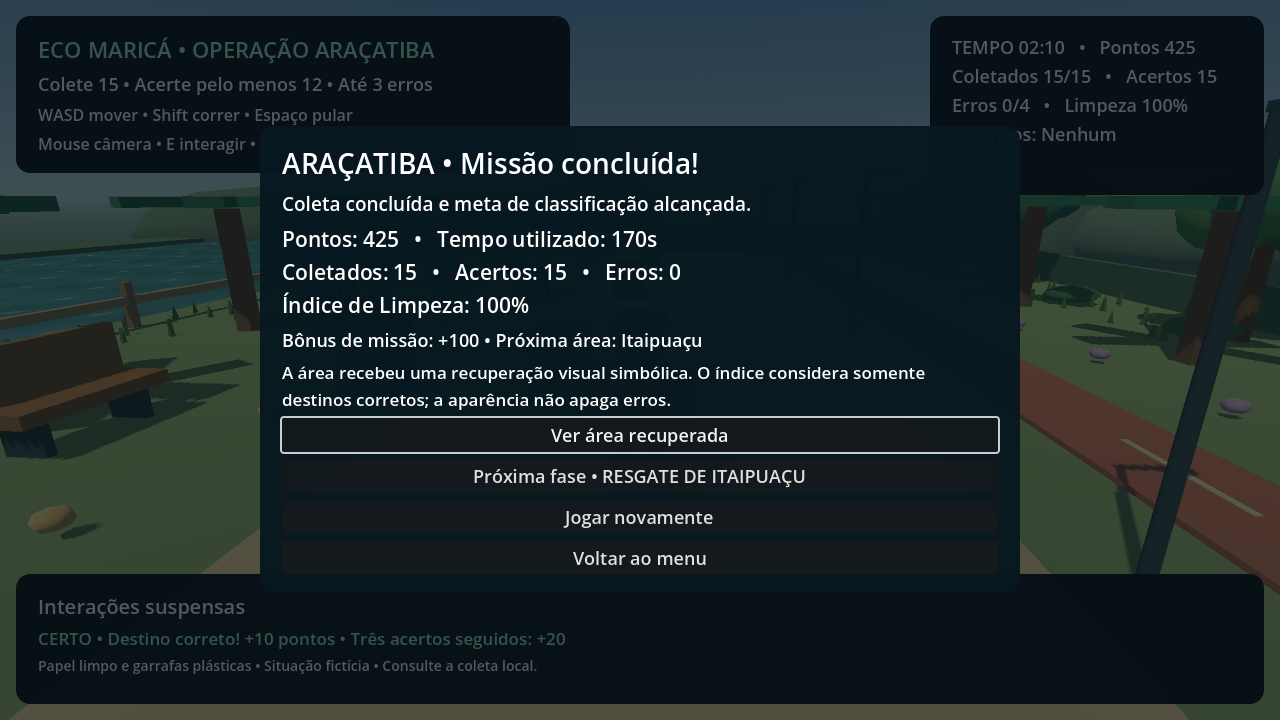 ECO MARICÁ • OPERAÇÃO ARAÇATIBA
Colete 15 • Acerte pelo menos 12 • Até 3 erros
WASD mover • Shift correr • Espaço pular
Mouse câmera • E interagir •
TEMPO 02:10 • Pontos 425
Coletados 15/15 • Acertos 15
Erros 0/4 • Limpeza 100%
Em mãos: Nenhum
ARAÇATIBA • Missão concluída!
Coleta concluída e meta de classificação alcançada.
Pontos: 425 • Tempo utilizado: 170s
Coletados: 15 • Acertos: 15 • Erros: 0
Índice de Limpeza: 100%
Bônus de missão: +100 • Próxima área: Itaipuaçu
A área recebeu uma recuperação visual simbólica. O índice considera somente
destinos corretos; a aparência não apaga erros.
Ver área recuperada
Próxima fase • RESGATE DE ITAIPUAÇU
Jogar novamente
Voltar ao menu
Interações suspensas
CERTO • Destino correto! +10 pontos • Três acertos seguidos: +20
Papel limpo e garrafas plásticas • Situação fictícia • Consulte a coleta local.